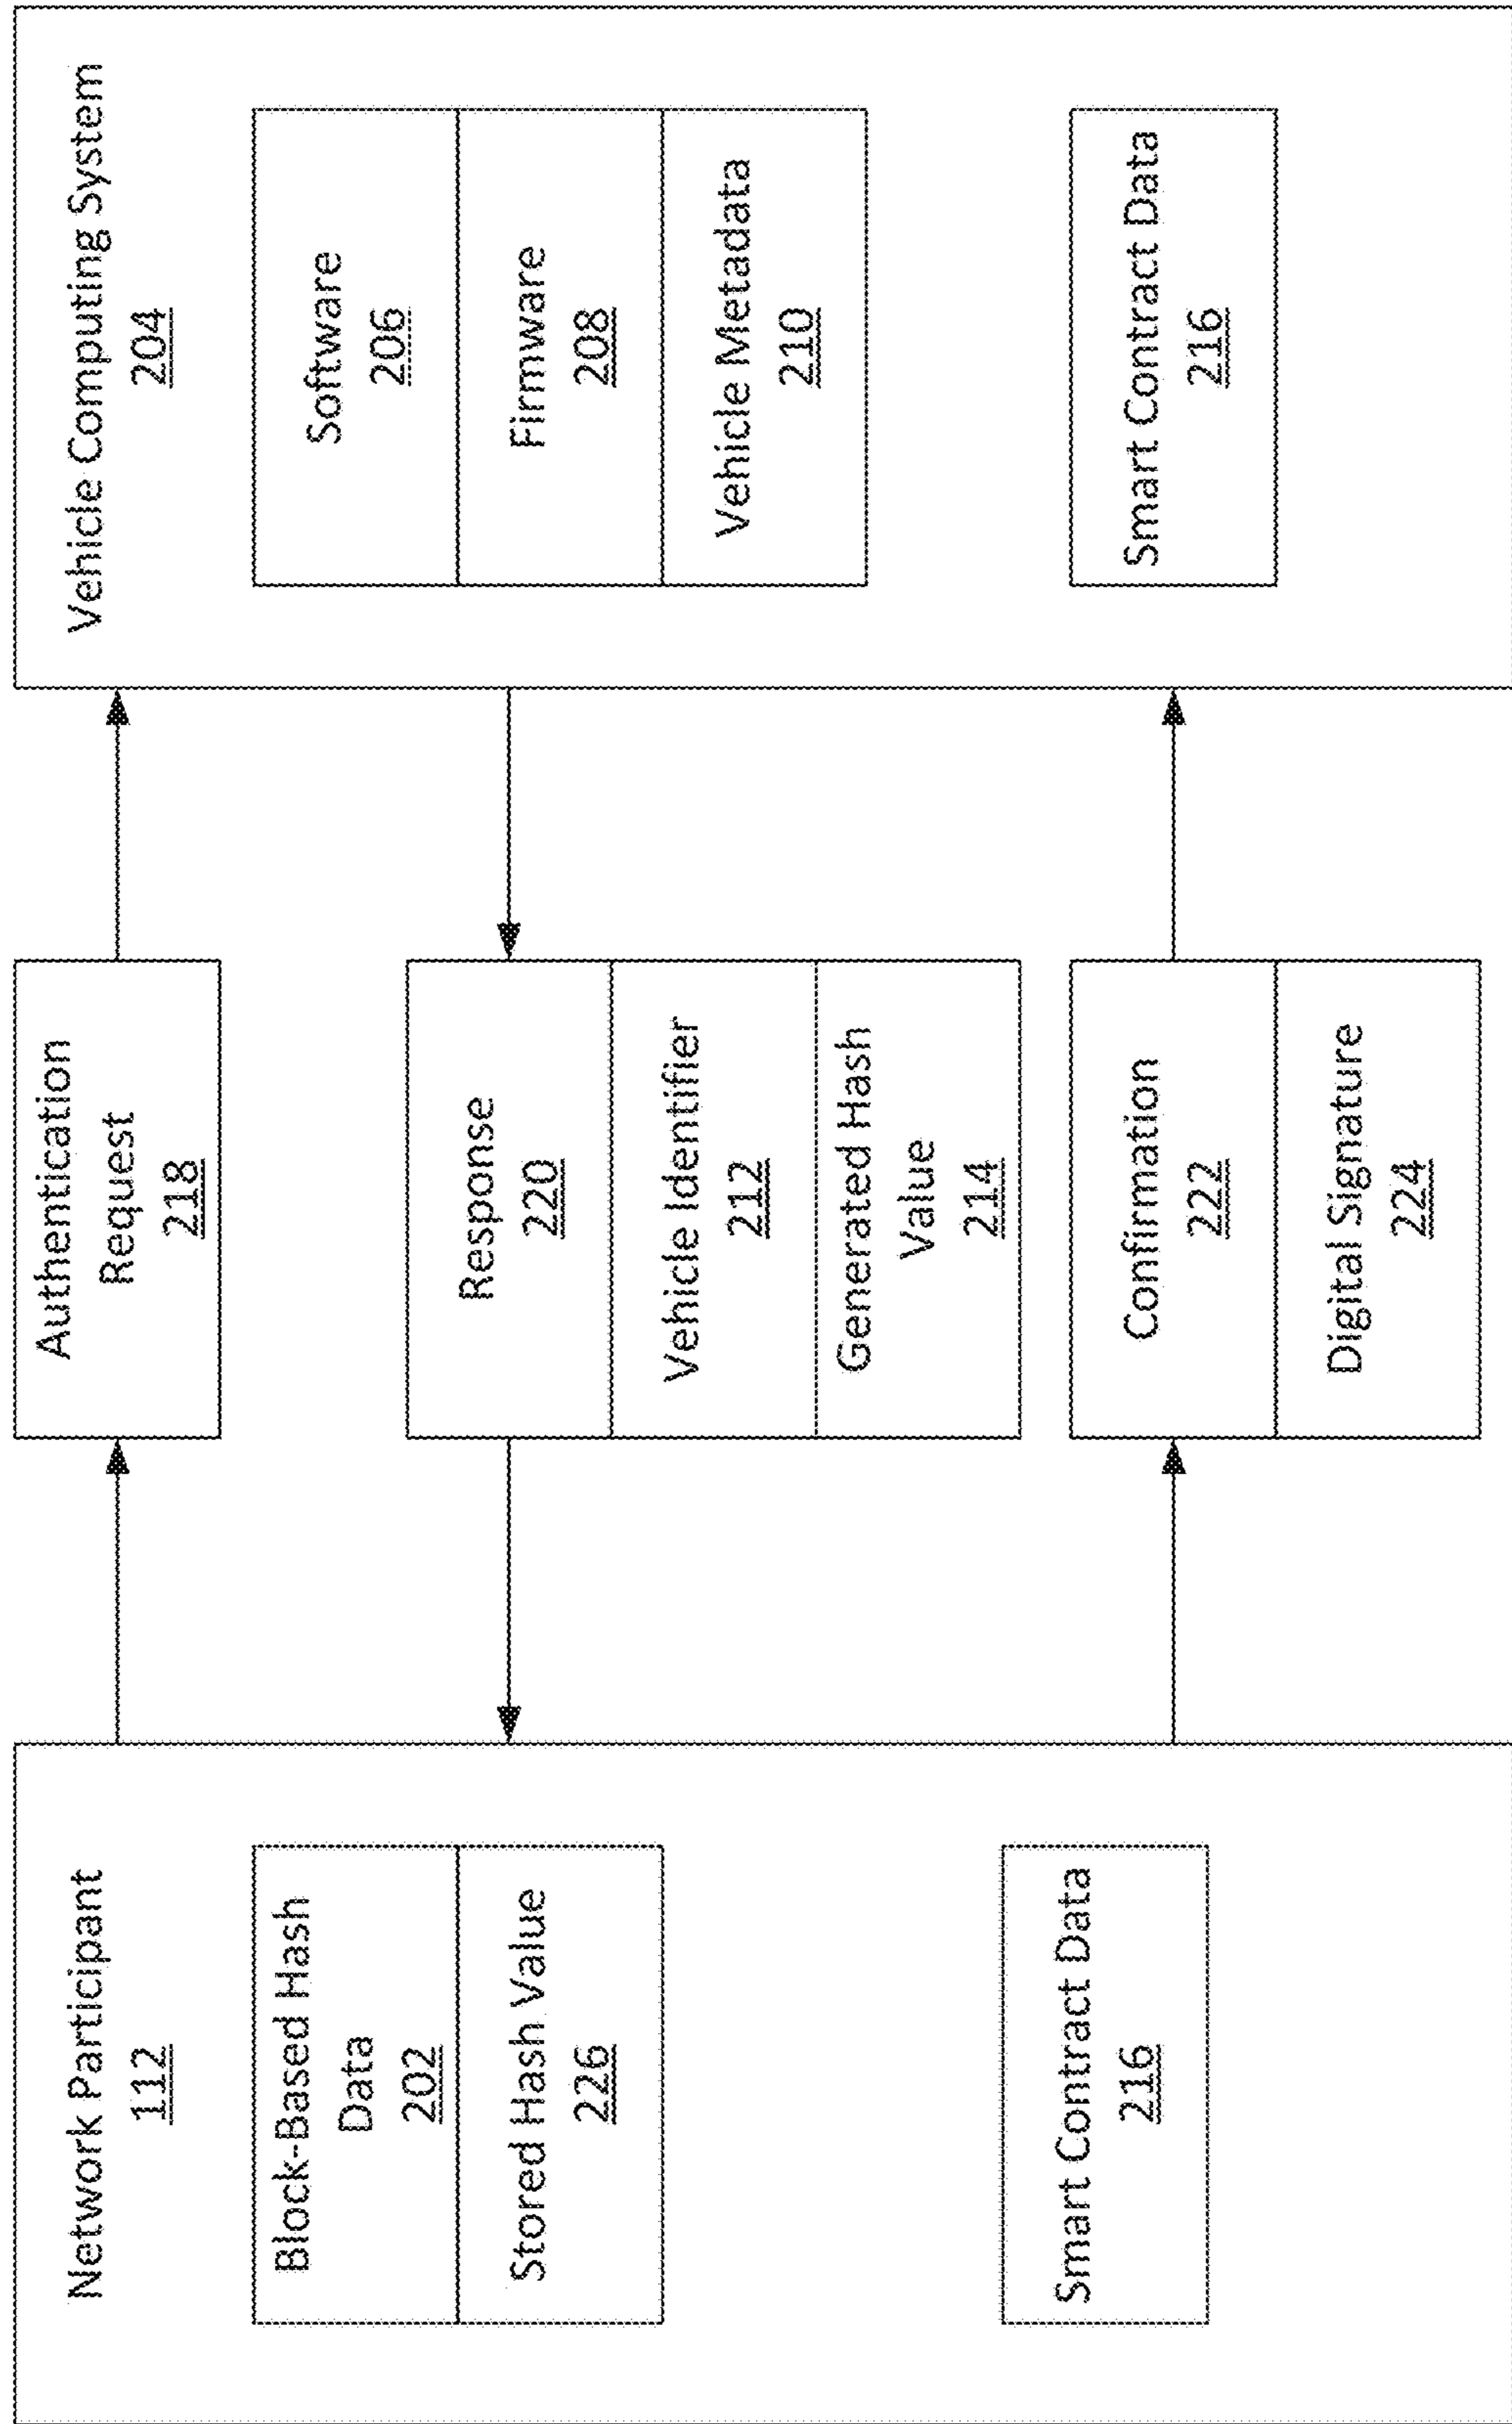 Network Participant
112
Block-Based Hash
Data
202
Stored Hash Value
226
Smart Contract Data
216
Authentication
Request
218
Response
220
Vehicle Identifier
212
Generated Hash
Value
214
Confirmation
222
Digital Signature
224
Vehicle Computing System
204
Software
206
Firmware
208
Vehicle Metadata
210
Smart Contract Data
216